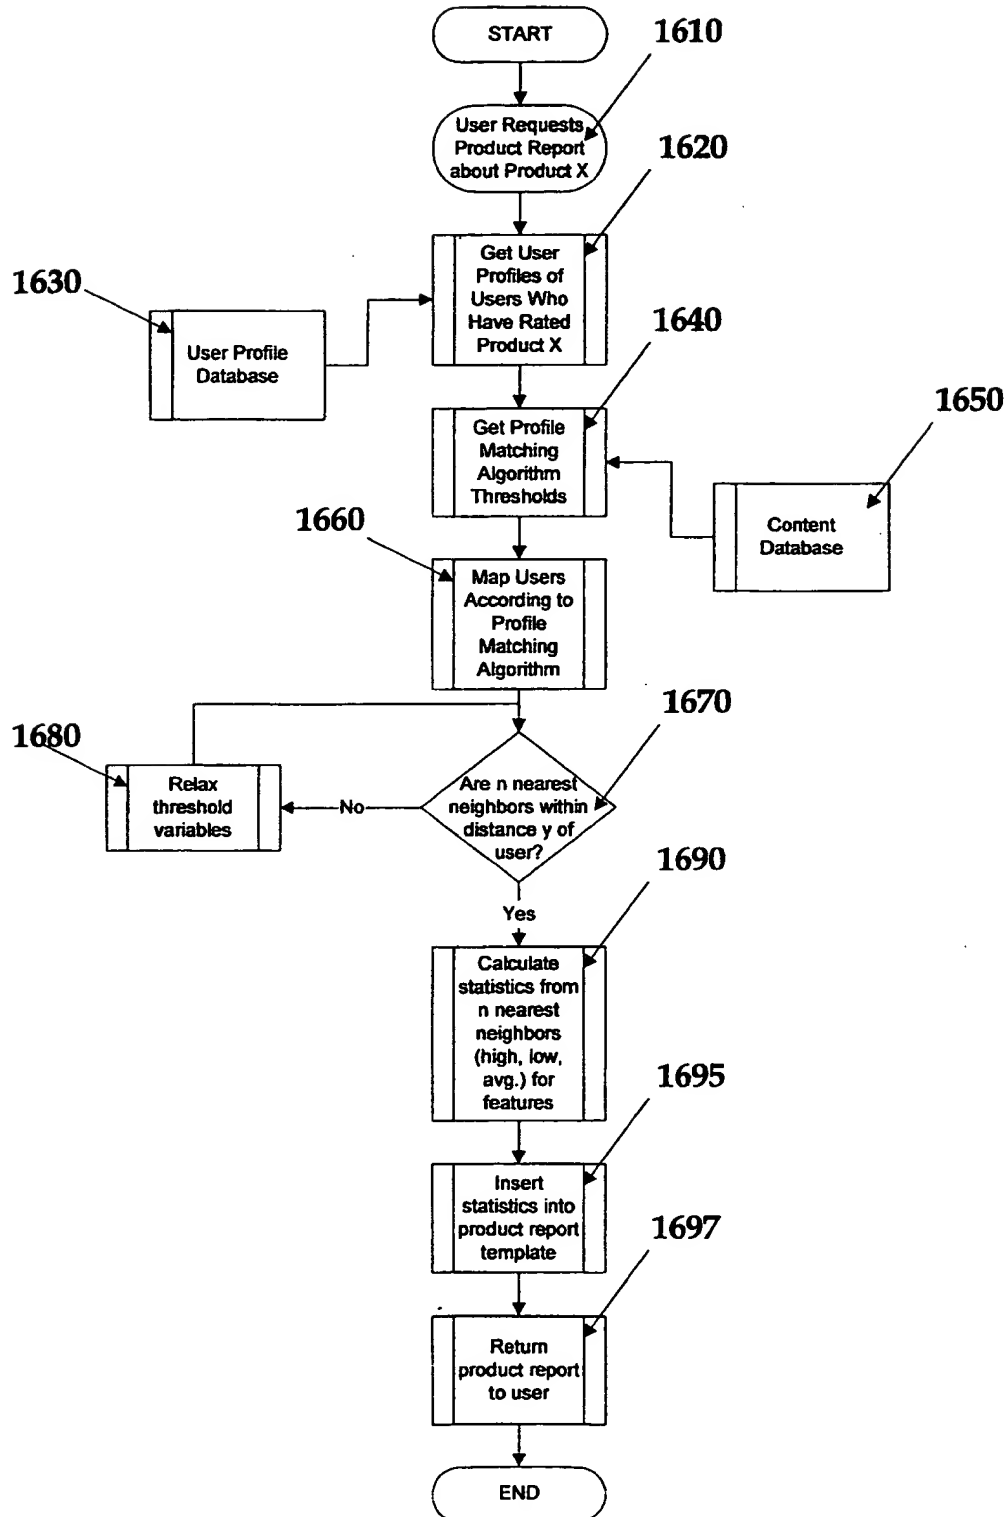 START
1610
User Requests
Product Report
about Product X
1620
Get User
Profiles of
Users Who
Have Rated
Product X
1630
User Profile
Database
1640
Get Profile
Matching
Algorithm
Thresholds
1650
Content
Database
1660
Map Users
According to
Profile
Matching
Algorithm
1670
Are n nearest
neighbors within
distance y of
user?
No
1680
Relax
threshold
variables
Yes
1690
Calculate
statistics from
n nearest
neighbors
(high, low,
avg.) for
features
1695
Insert
statistics into
product report
template
1697
Return
product report
to user
END